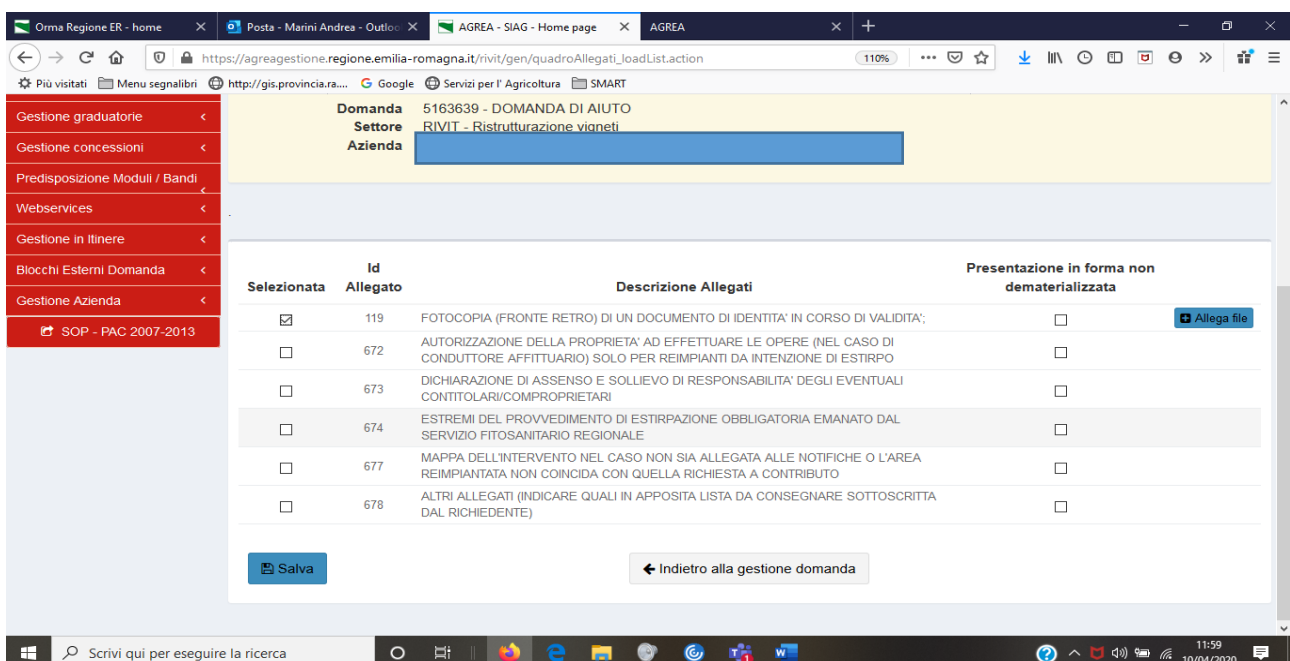 Orma Regione ER - home
Posta - Marini Andrea - Outloo
AGREA - SIAG - Home page
AGREA
https://agreagestione.regione.emilia-romagna.it/rivit/gen/quadroAllegati_loadList.action
110%
Più visitati Menu segnalibri http://gis.provincia.ra.... Google Servizi per l' Agricoltura SMART
Gestione graduatorie
Gestione concessioni
Predisposizione Moduli / Bandi
Webservices
Gestione in Itinere
Blocchi Esterni Domanda
Gestione Azienda
SOP - PAC 2007-2013
Domanda 5163639 - DOMANDA DI AIUTO
Settore RIVIT - Ristrutturazione vigneti
Azienda
.
Selezionata
Id
Allegato
Descrizione Allegati
Presentazione in forma non
dematerializzata
119 FOTOCOPIA (FRONTE RETRO) DI UN DOCUMENTO DI IDENTITA' IN CORSO DI VALIDITA'; Allega file
672 AUTORIZZAZIONE DELLA PROPRIETA' AD EFFETTUARE LE OPERE (NEL CASO DI
CONDUTTORE AFFITTUARIO) SOLO PER REIMPIANTI DA INTENZIONE DI ESTIRPO
673 DICHIARAZIONE DI ASSENSO E SOLLIEVO DI RESPONSABILITA' DEGLI EVENTUALI
CONTITOLARI/COMPROPRIETARI
674 ESTREMI DEL PROVVEDIMENTO DI ESTIRPAZIONE OBBLIGATORIA EMANATO DAL
SERVIZIO FITOSANITARIO REGIONALE
677 MAPPA DELL'INTERVENTO NEL CASO NON SIA ALLEGATA ALLE NOTIFICHE O L'AREA
REIMPIANTATA NON COINCIDA CON QUELLA RICHIESTA A CONTRIBUTO
678 ALTRI ALLEGATI (INDICARE QUALI IN APPOSITA LISTA DA CONSEGNARE SOTTOSCRITTA
DAL RICHIEDENTE)
Salva
Indietro alla gestione domanda
Scrivi qui per eseguire la ricerca
11:59
10/04/2020